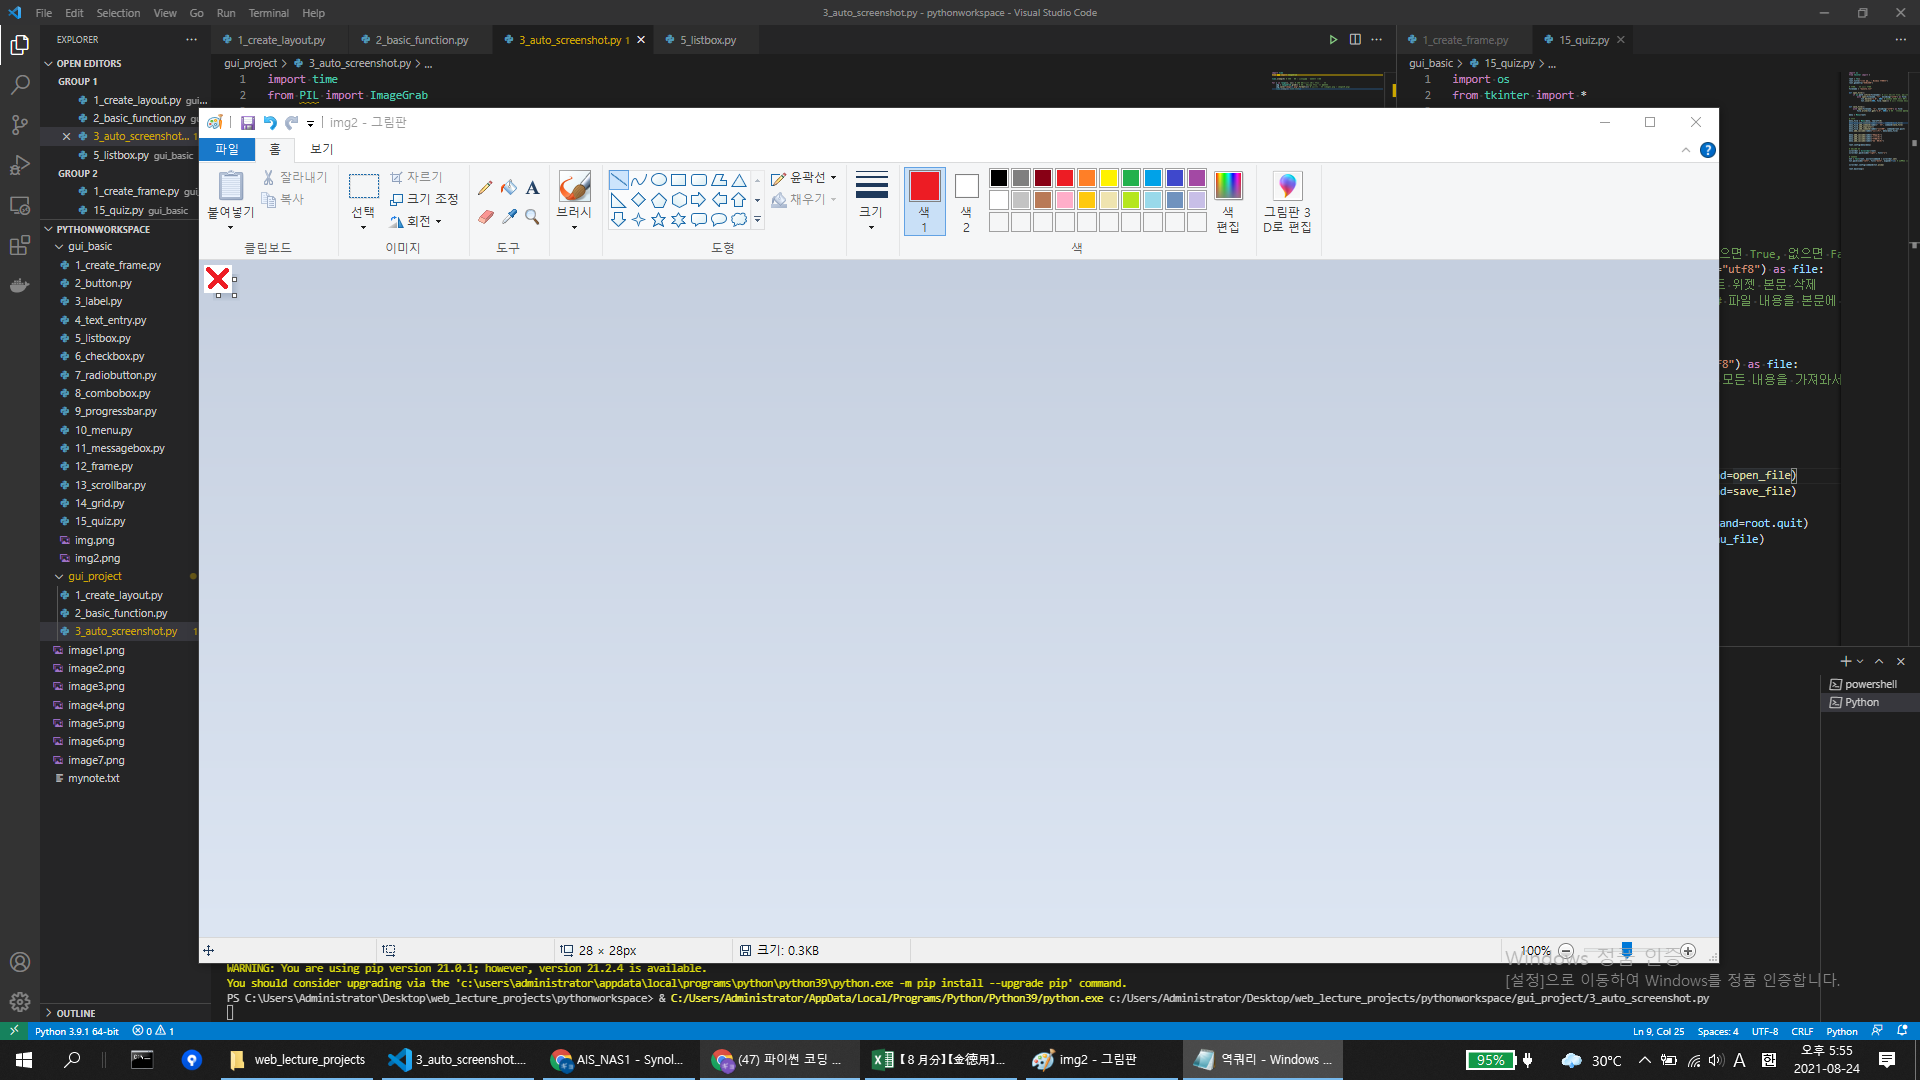 File Edit Selection View Go Run Terminal Help
3_auto_screenshot.py - pythonworkspace - Visual Studio Code
EXPLORER
OPEN EDITORS
GROUP 1
1_create_layout.py gui...
2_basic_function.py gu
3_auto_screenshot... 1
5_listbox.py gui_basic
GROUP 2
1_create_frame.py gui
15_quiz.py gui_basic
PYTHONWORKSPACE
gui_basic
1_create_frame.py
2_button.py
3_label.py
4_text_entry.py
5_listbox.py
6_checkbox.py
7_radiobutton.py
8_combobox.py
9_progressbar.py
10_menu.py
11_messagebox.py
12_frame.py
13_scrollbar.py
14_grid.py
15_quiz.py
img.png
img2.png
gui_project
1_create_layout.py
2_basic_function.py
3_auto_screenshot.py 1
image1.png
image2.png
image3.png
image4.png
image5.png
image6.png
image7.png
mynote.txt
OUTLINE
1_create_layout.py 2_basic_function.py 3_auto_screenshot.py 1 5_listbox.py
gui_project > 3_auto_screenshot.py > ...
1 import time
2 from PIL import ImageGrab
1_create_frame.py 15_quiz.py
gui_basic > 15_quiz.py > ...
1 import os
2 from tkinter import *
으면 True, 없으면 Fa
="utf8") as file:
트 위젯 본문 삭제
파일 내용을 본문에
f8") as file:
모든 내용을 가져와서
d=open_file)
d=save_file)
and=root.quit)
u_file)
img2 - 그림판
파일 홈 보기
붙여넣기
잘라내기
복사
클립보드
선택
자르기
크기 조정
회전
이미지
A
도구
브러시
도형
윤곽선
채우기
크기
색 1
색 2
색
색 편집
그림판 3D로 편집
28 × 28px
크기: 0.3KB
100%
powershell
Python
WARNING: You are using pip version 21.0.1; however, version 21.2.4 is available.
You should consider upgrading via the 'c:\users\administrator\appdata\local\programs\python\python39\python.exe -m pip install --upgrade pip' command.
PS C:\Users\Administrator\Desktop\web_lecture_projects\pythonworkspace> & C:/Users/Administrator/AppData/Local/Programs/Python/Python39/python.exe c:/Users/Administrator/Desktop/web_lecture_projects/pythonworkspace/gui_project/3_auto_screenshot.py
Windows 정품 인증
[설정]으로 이동하여 Windows를 정품 인증합니다.
Python 3.9.1 64-bit 0 1
Ln 9, Col 25 Spaces: 4 UTF-8 CRLF Python
web_lecture_projects
3_auto_screenshot....
AIS_NAS1 - Synol...
(47) 파이썬 코딩 ...
【８月分】【金徳用】...
img2 - 그림판
역쿼리 - Windows ...
95%
30°C
A
오후 5:55
2021-08-24